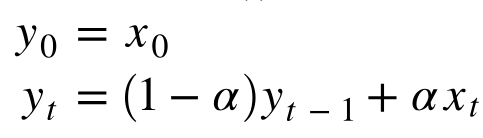 y₀ = x₀
yₜ = (1 − α)yₜ ₋ ₁ + αxₜ